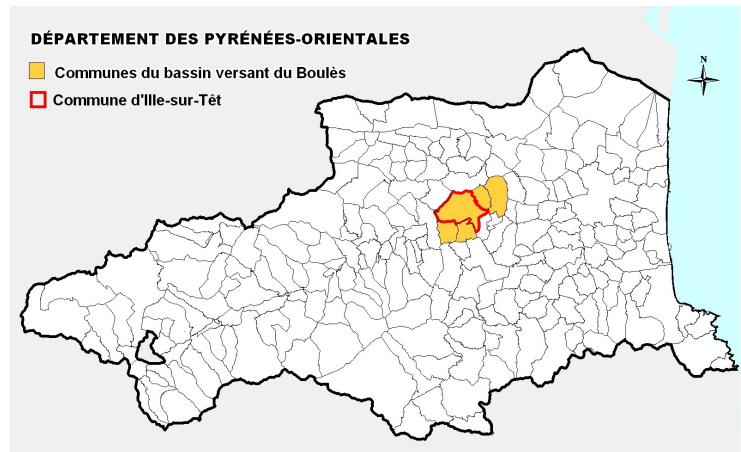 DÉPARTEMENT DES PYRÉNÉES-ORIENTALES
Communes du bassin versant du Boulès
Commune d'Ille-sur-Têt
N